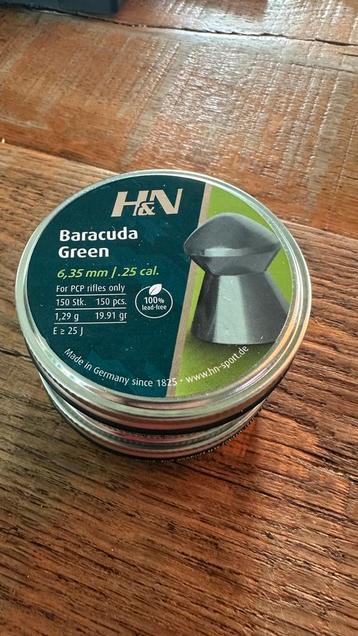 H&N
Baracuda
Green
6,35 mm | .25 cal.
For PCP rifles only
150 Stk. 150 pcs.
1,29 g 19.91 gr
E ≥ 25 J
100%
lead-free
Made in Germany since 1825 • www.hn-sport.de